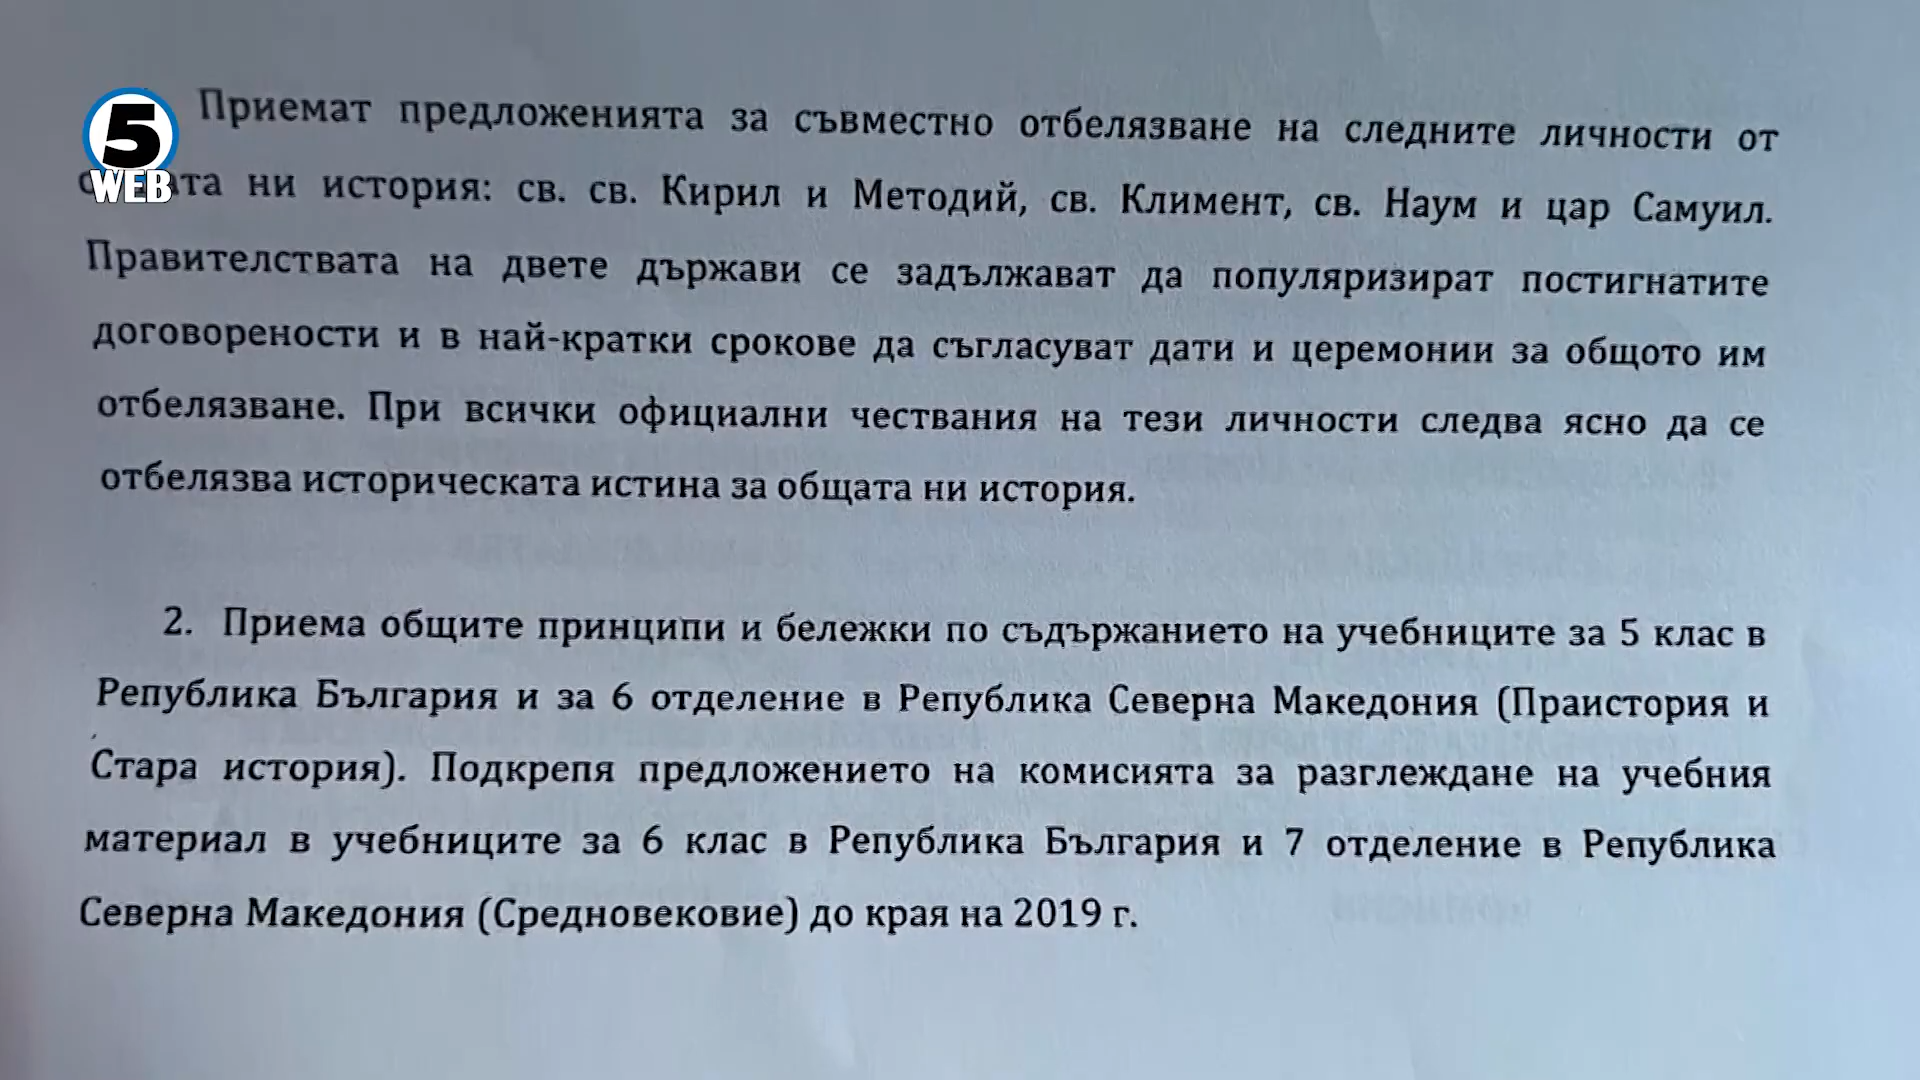 5
WEB
Приемат предложенията за съвместно отбелязване на следните личности от
ни история: св. св. Кирил и Методий, св. Климент, св. Наум и цар Самуил.
Правителствата на двете държави се задължават да популяризират постигнатите
договорености и в най-кратки срокове да съгласуват дати и церемонии за общото им
отбелязване. При всички официални чествания на тези личности следва ясно да се
отбелязва историческата истина за общата ни история.
2. Приема общите принципи и бележки по съдържанието на учебниците за 5 клас в
Република България и за 6 отделение в Република Северна Македония (Праистория и
Стара история). Подкрепя предложението на комисията за разглеждане на учебния
материал в учебниците за 6 клас в Република България и 7 отделение в Република
Северна Македония (Средновековие) до края на 2019 г.